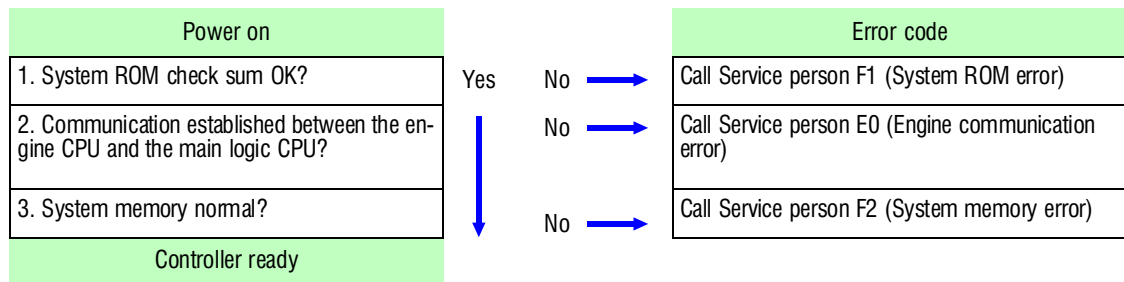 Power on
Error code
1. System ROM check sum OK?
Yes
No
Call Service person F1 (System ROM error)
2. Communication established between the en-
gine CPU and the main logic CPU?
No
Call Service person E0 (Engine communication
error)
3. System memory normal?
No
Call Service person F2 (System memory error)
Controller ready